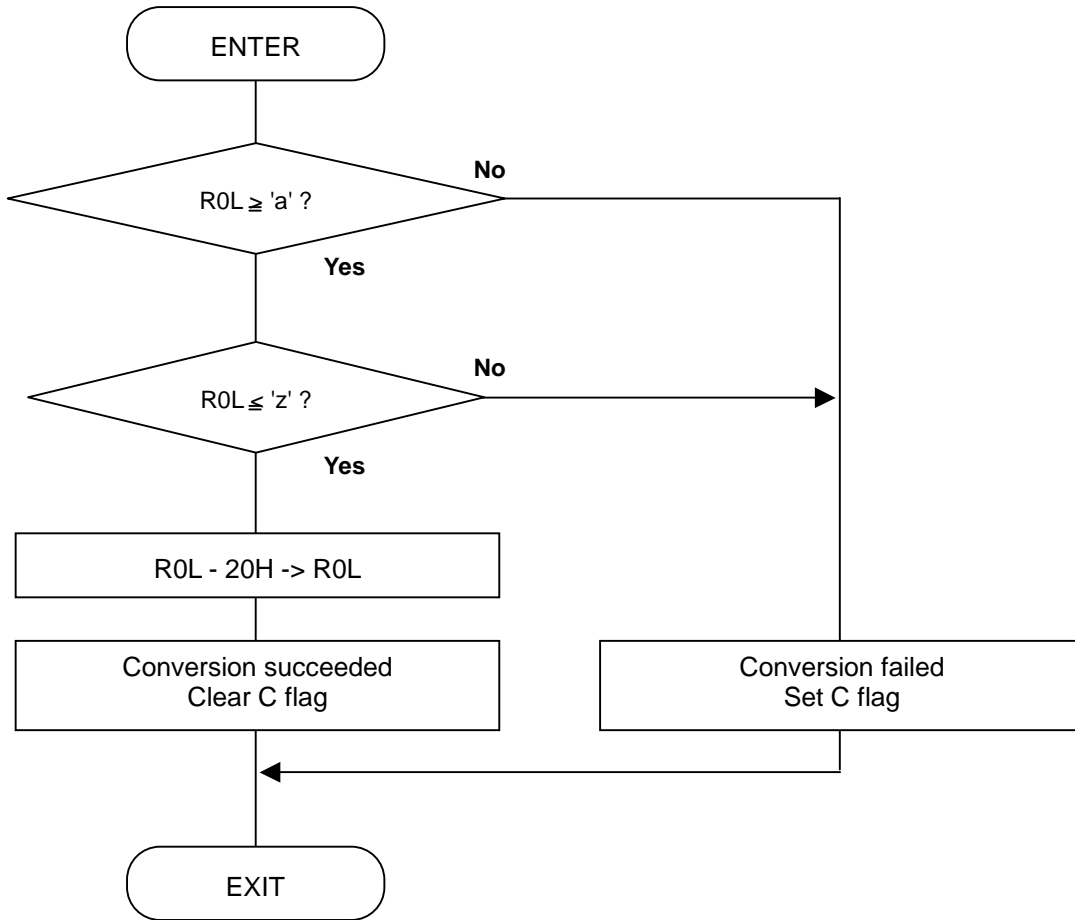 ENTER
R0L ≧ 'a' ?
No
Yes
R0L ≦ 'z' ?
No
Yes
R0L - 20H -> R0L
Conversion succeeded
Clear C flag
Conversion failed
Set C flag
EXIT